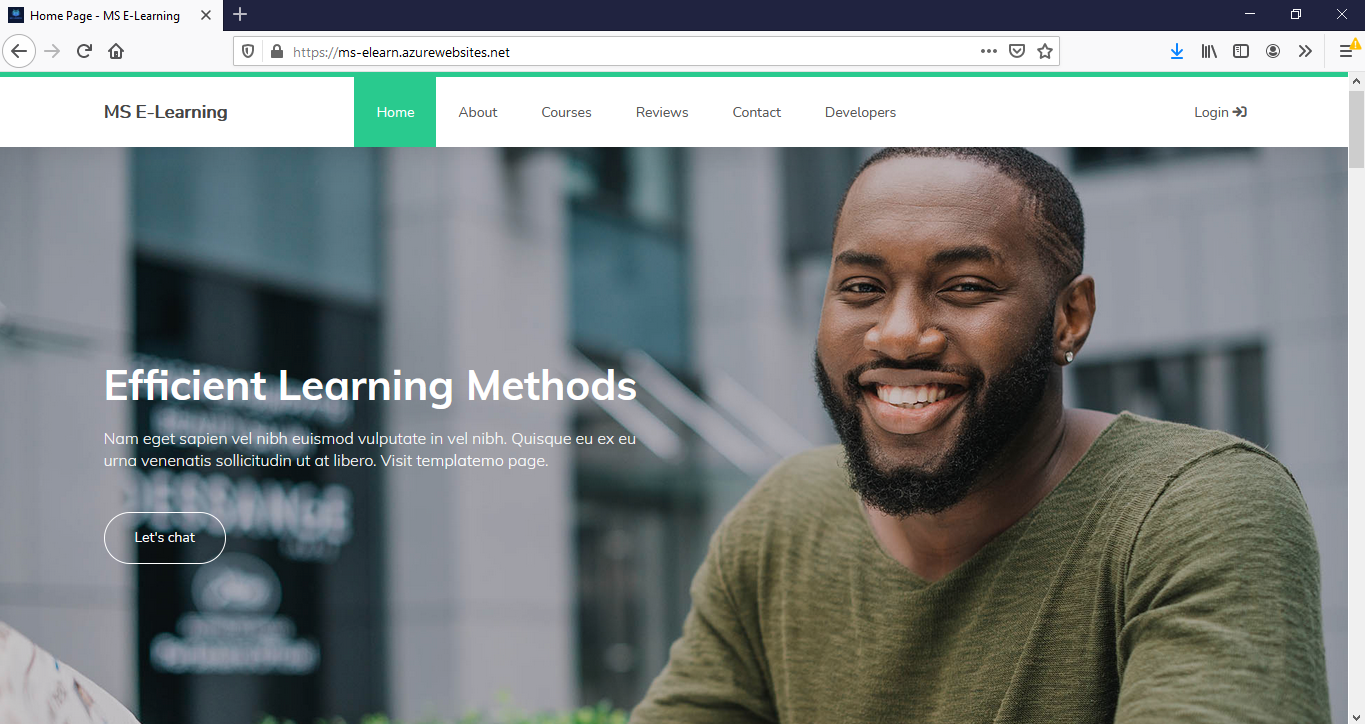 Home Page - MS E-Learning
https://ms-elearn.azurewebsites.net
MS E-Learning
Home
About
Courses
Reviews
Contact
Developers
Login
Efficient Learning Methods
Nam eget sapien vel nibh euismod vulputate in vel nibh. Quisque eu ex eu
urna venenatis sollicitudin ut at libero. Visit templatemo page.
Let's chat